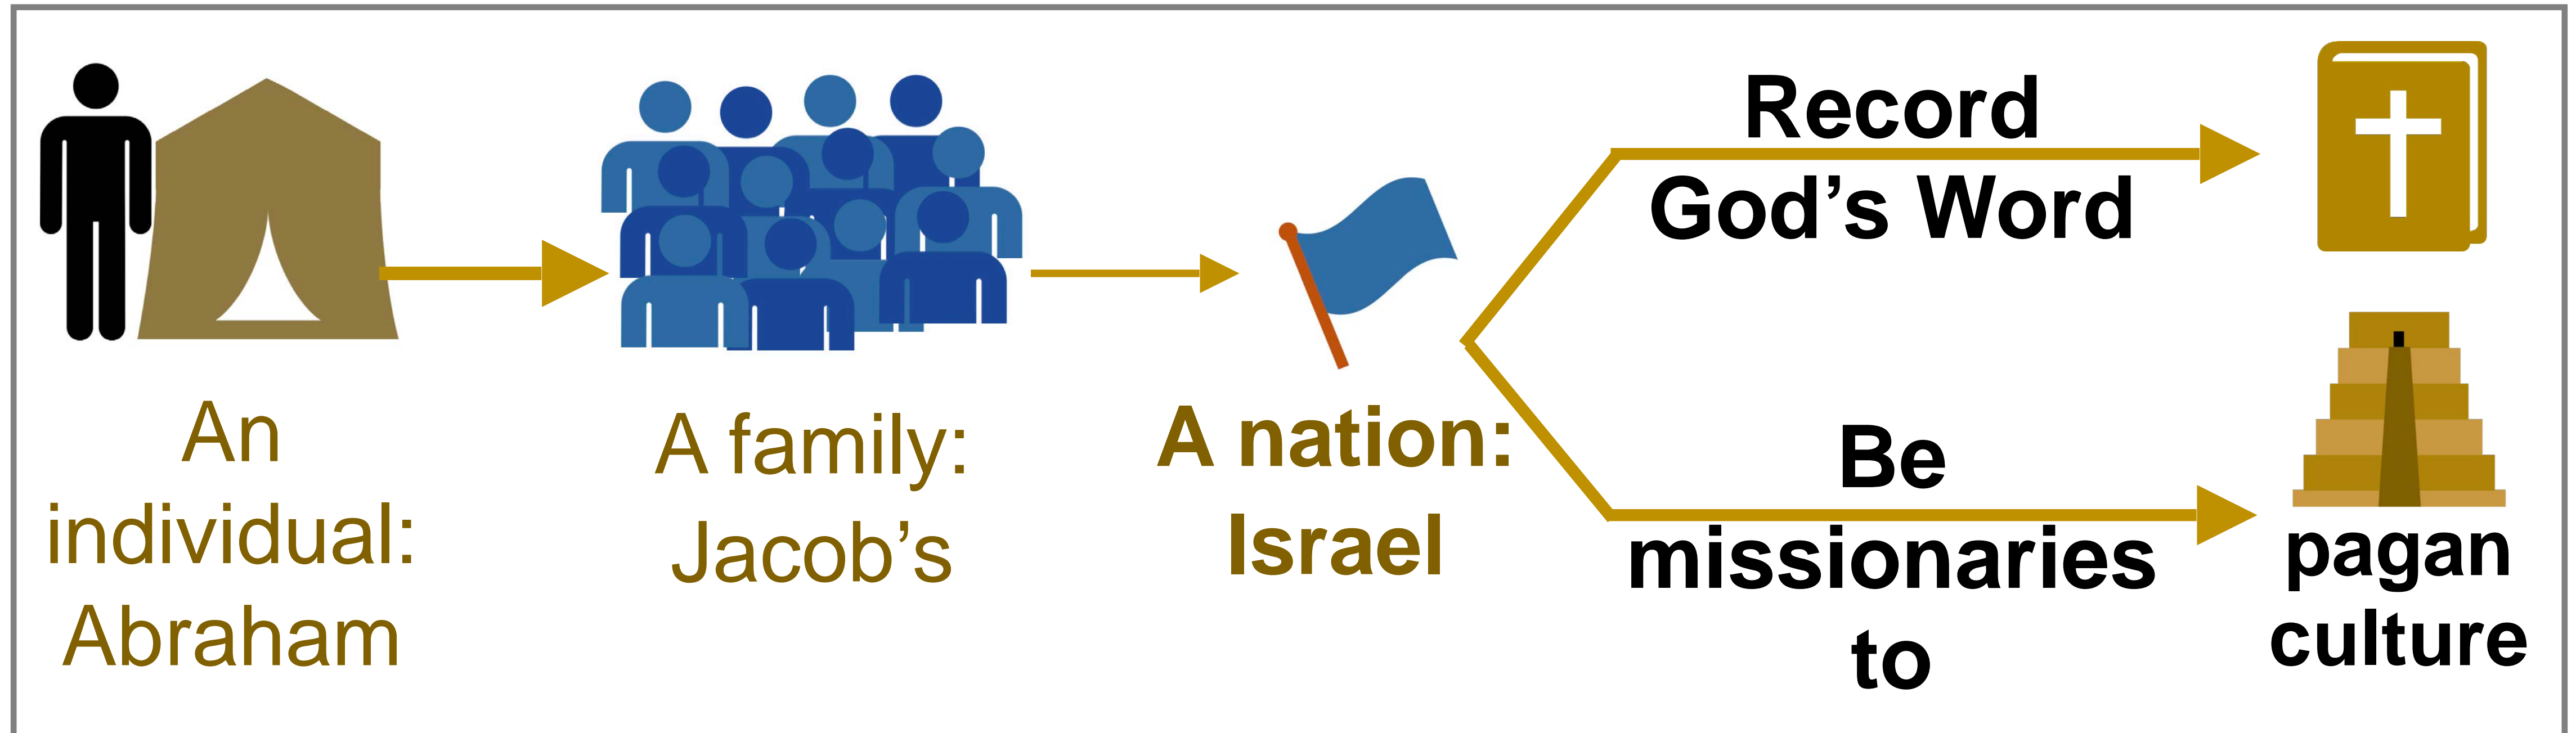 An
individual:
Abraham
A family:
Jacob’s
A nation:
Israel
Record
God’s Word
Be
missionaries
to
pagan
culture